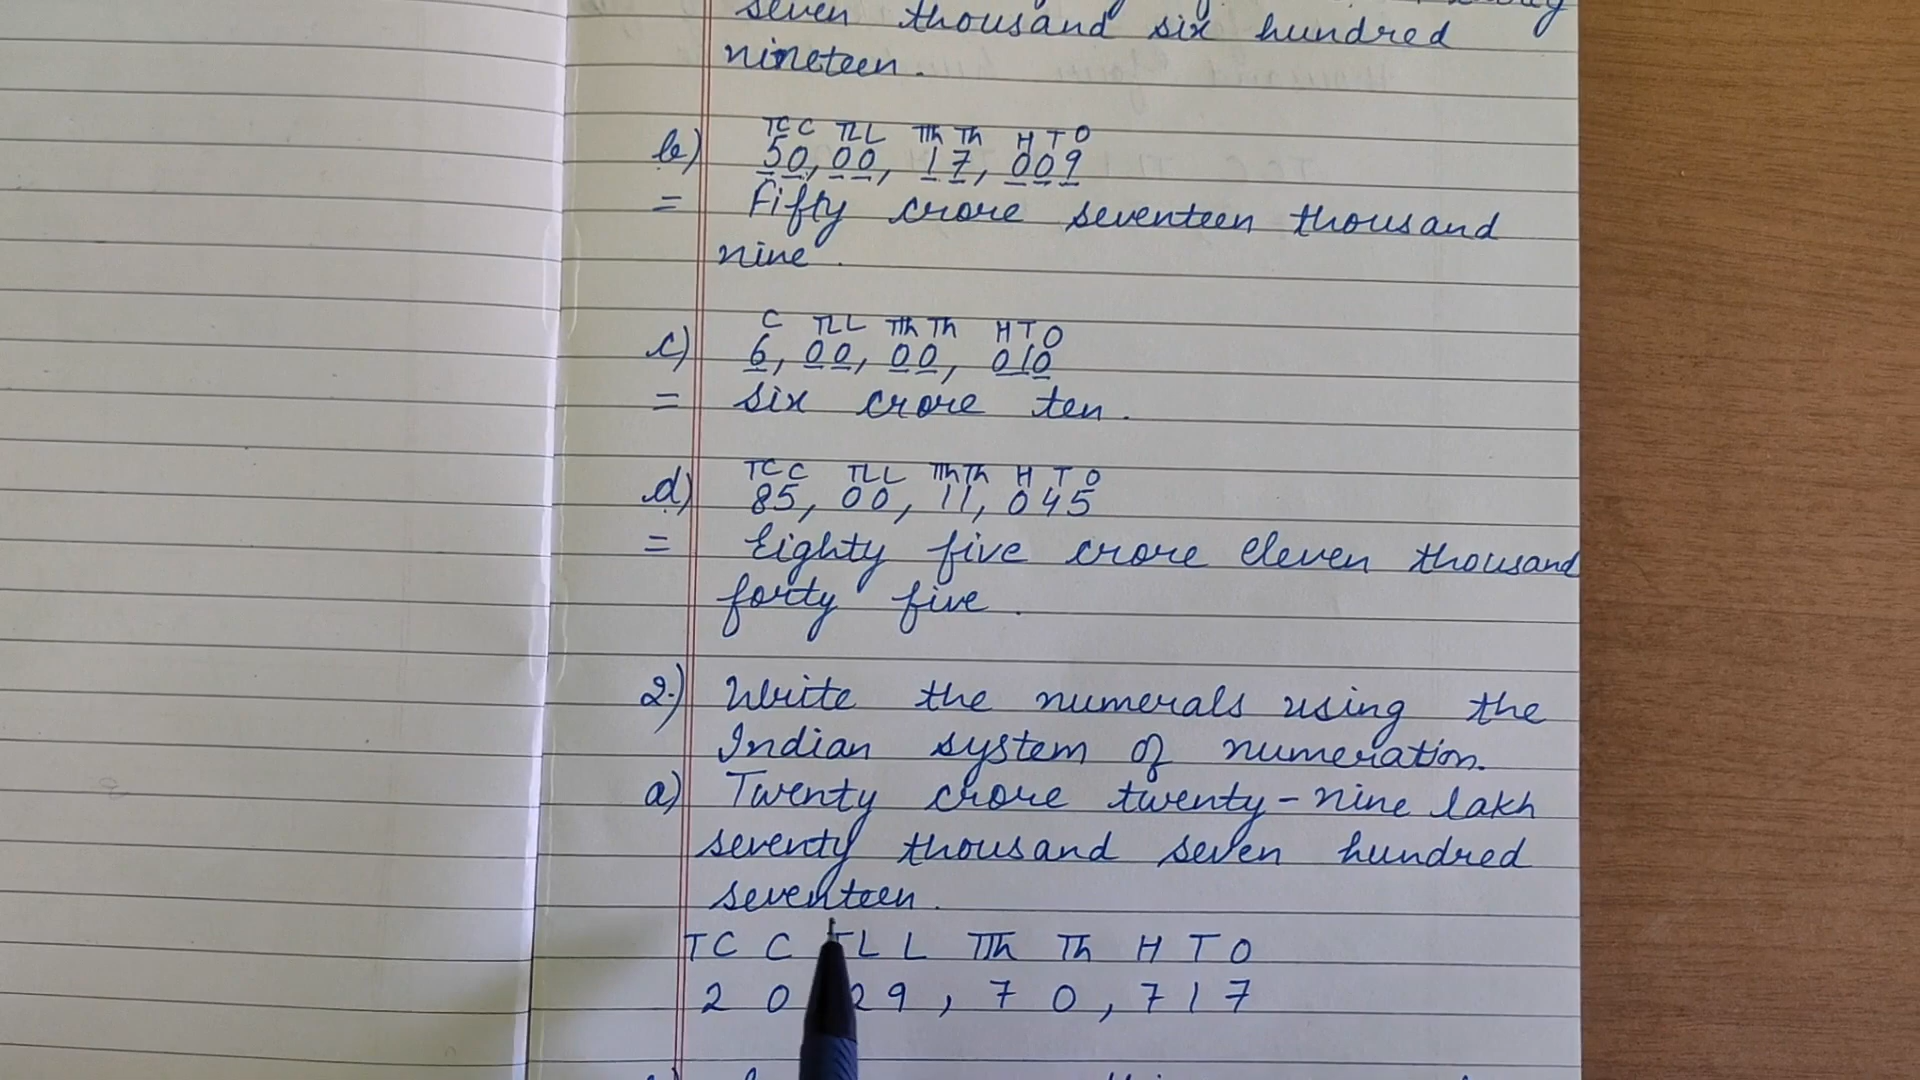 seven thousand six hundred
nineteen.
b) TC C TL L TTh Th H T O
50,00, 17, 009
= Fifty crore seventeen thousand
nine.
c) C TL L TTh Th H T O
6, 00, 00, 010
= six crore ten.
d) TC C TL L TTh Th H T O
85, 00, 11, 045
= Eighty five crore eleven thousand
forty five.
2.) Write the numerals using the
Indian system of numeration.
a) Twenty crore twenty-nine lakh
seventy thousand seven hundred
seventeen.
TC C TL L TTh Th H T O
2 0 29, 7 0, 7 1 7